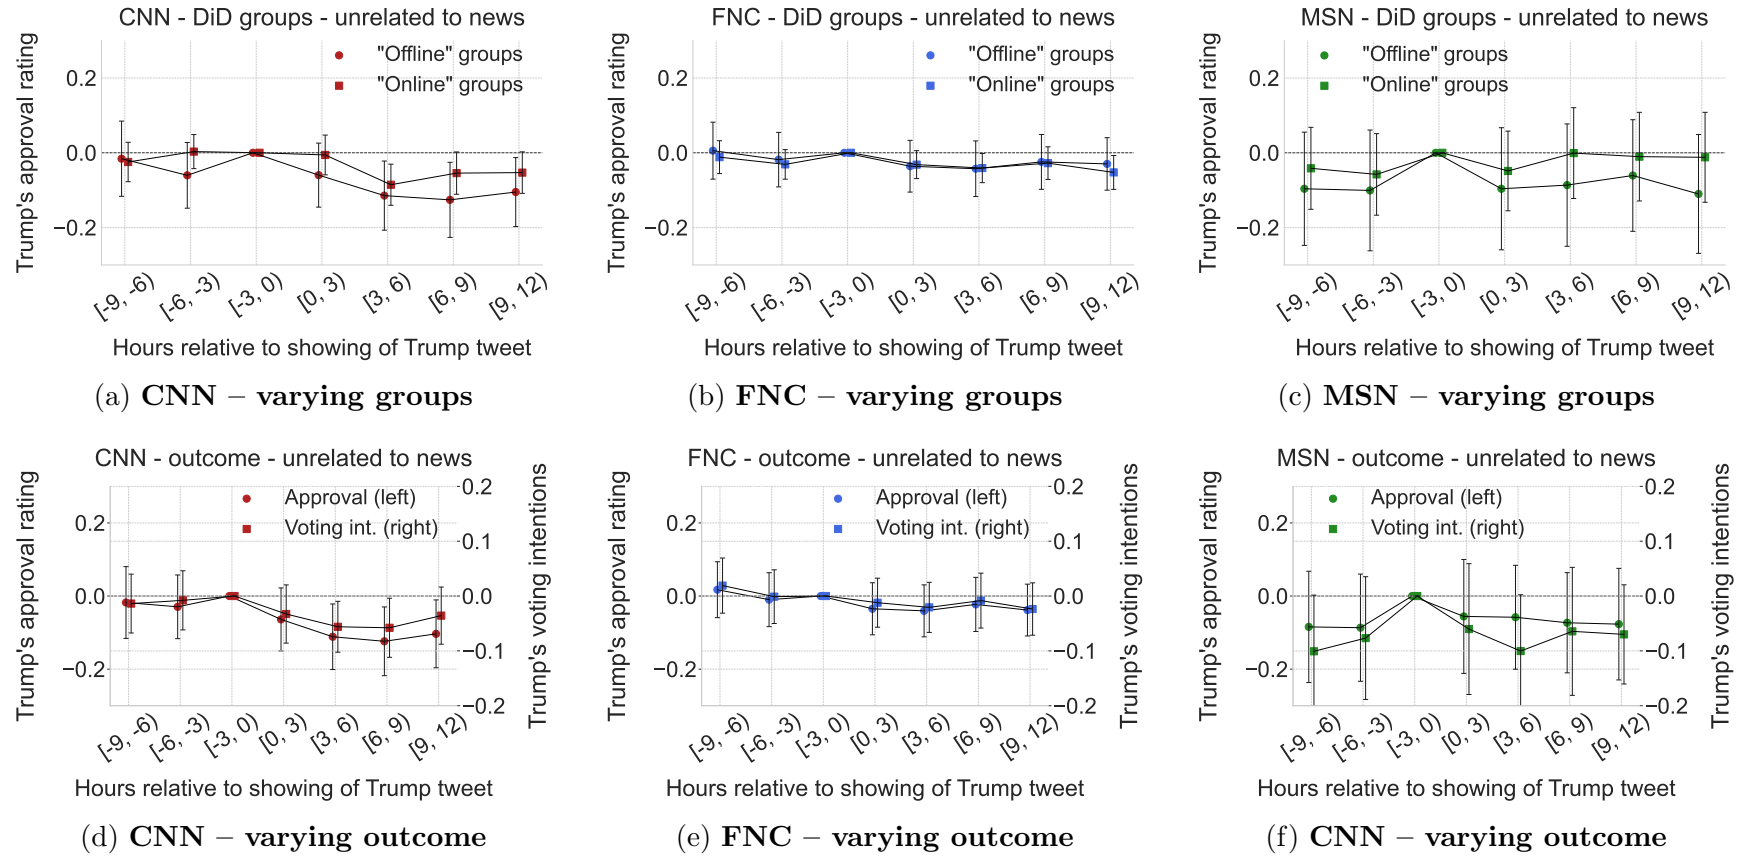 CNN - DiD groups - unrelated to news
Trump's approval rating
0.2
0.0
−0.2
"Offline" groups
"Online" groups
[-9, -6)
[-6, -3)
[-3, 0)
[0, 3)
[3, 6)
[6, 9)
[9, 12)
Hours relative to showing of Trump tweet
(a) CNN – varying groups
FNC - DiD groups - unrelated to news
Trump's approval rating
0.2
0.0
−0.2
"Offline" groups
"Online" groups
[-9, -6)
[-6, -3)
[-3, 0)
[0, 3)
[3, 6)
[6, 9)
[9, 12)
Hours relative to showing of Trump tweet
(b) FNC – varying groups
MSN - DiD groups - unrelated to news
Trump's approval rating
0.2
0.0
−0.2
"Offline" groups
"Online" groups
[-9, -6)
[-6, -3)
[-3, 0)
[0, 3)
[3, 6)
[6, 9)
[9, 12)
Hours relative to showing of Trump tweet
(c) MSN – varying groups
CNN - outcome - unrelated to news
Trump's approval rating
0.2
0.0
−0.2
Approval (left)
Voting int. (right)
0.2
0.1
0.0
−0.1
−0.2
Trump's voting intentions
[-9, -6)
[-6, -3)
[-3, 0)
[0, 3)
[3, 6)
[6, 9)
[9, 12)
Hours relative to showing of Trump tweet
(d) CNN – varying outcome
FNC - outcome - unrelated to news
Trump's approval rating
0.2
0.0
−0.2
Approval (left)
Voting int. (right)
0.2
0.1
0.0
−0.1
−0.2
Trump's voting intentions
[-9, -6)
[-6, -3)
[-3, 0)
[0, 3)
[3, 6)
[6, 9)
[9, 12)
Hours relative to showing of Trump tweet
(e) FNC – varying outcome
MSN - outcome - unrelated to news
Trump's approval rating
0.2
0.0
−0.2
Approval (left)
Voting int. (right)
0.2
0.1
0.0
−0.1
−0.2
Trump's voting intentions
[-9, -6)
[-6, -3)
[-3, 0)
[0, 3)
[3, 6)
[6, 9)
[9, 12)
Hours relative to showing of Trump tweet
(f) CNN – varying outcome